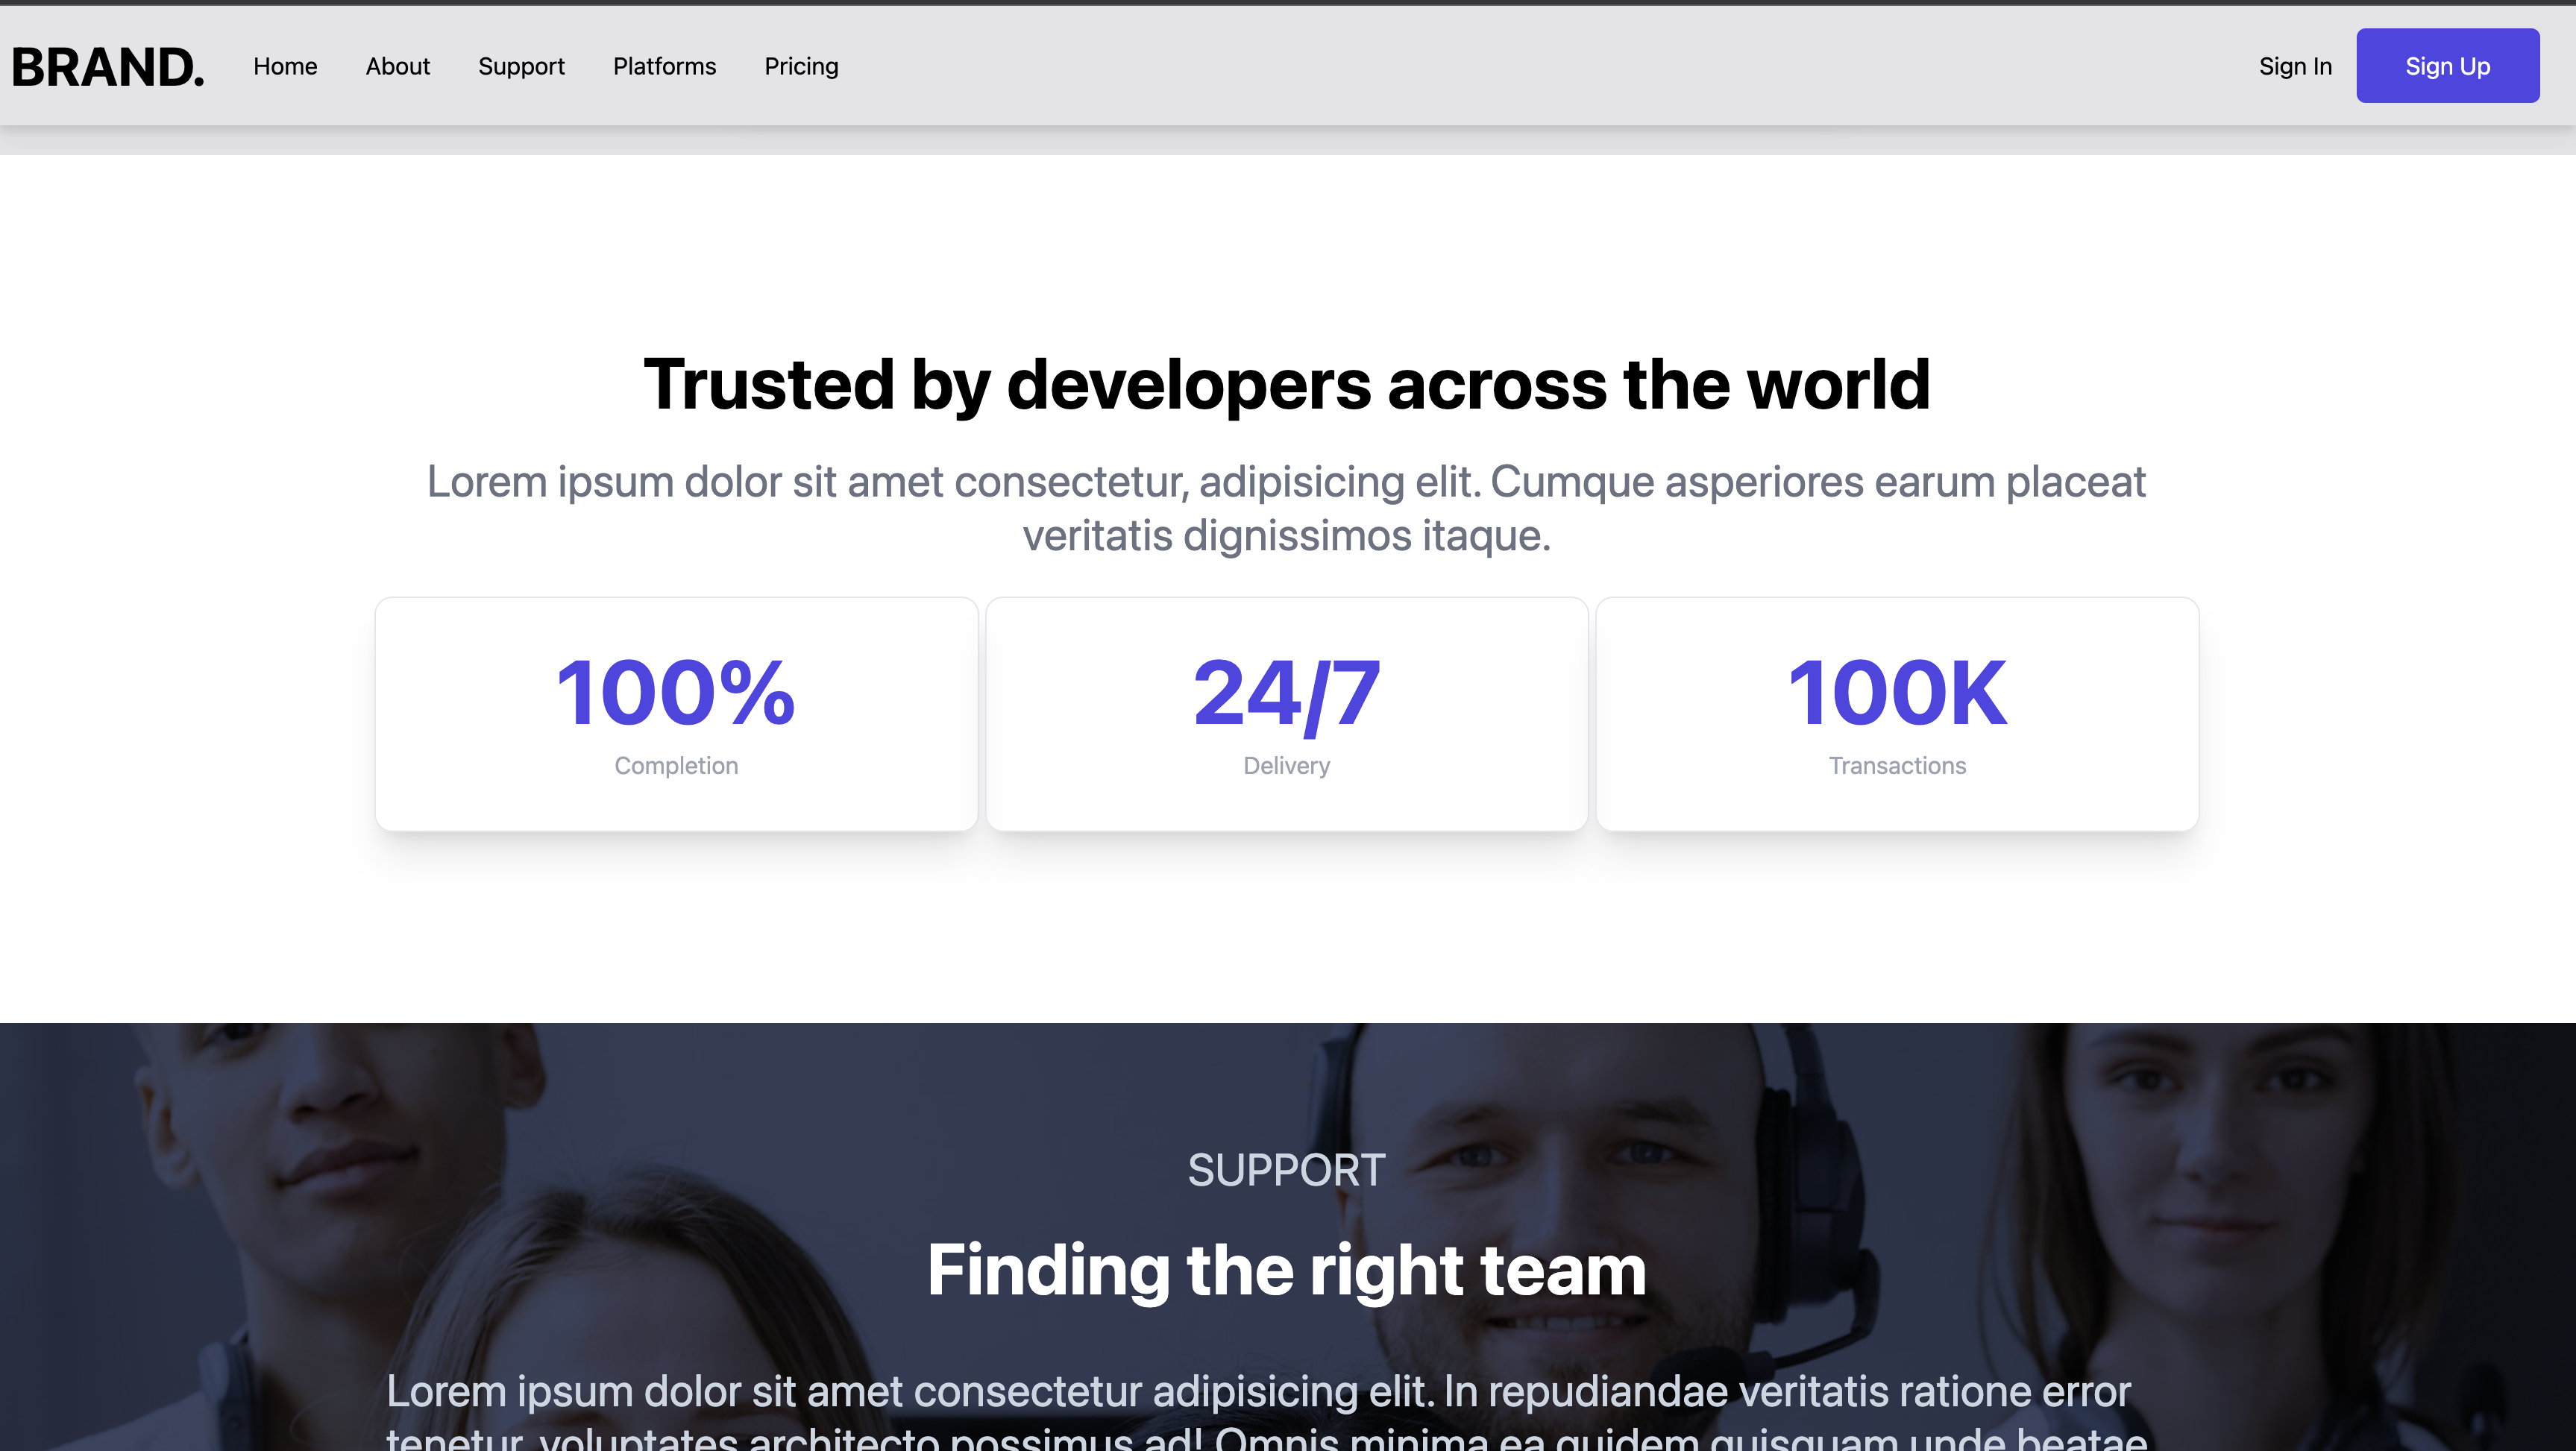 BRAND.
Home
About
Support
Platforms
Pricing
Sign In
Sign Up
Trusted by developers across the world
Lorem ipsum dolor sit amet consectetur, adipisicing elit. Cumque asperiores earum placeat
veritatis dignissimos itaque.
100%
Completion
24/7
Delivery
100K
Transactions
SUPPORT
Finding the right team
Lorem ipsum dolor sit amet consectetur adipisicing elit. In repudiandae veritatis ratione error
tenetur, voluptates architecto possimus ad! Omnis minima ea quidem quisquam unde beatae